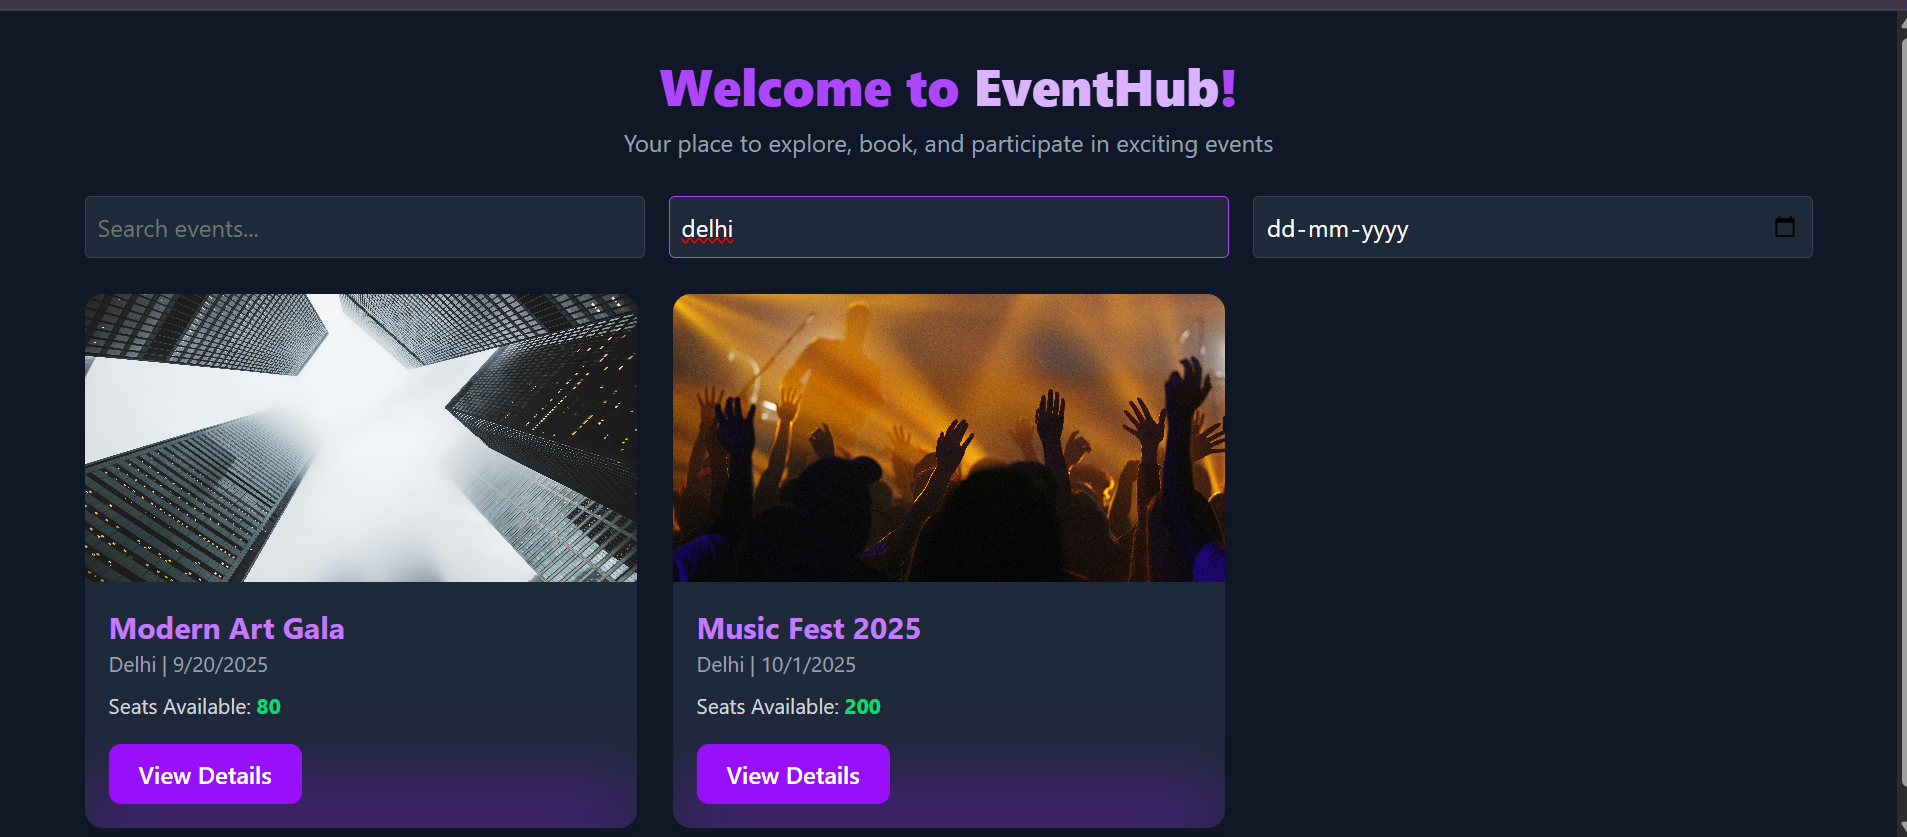 Welcome to EventHub!
Your place to explore, book, and participate in exciting events
Search events...
delhi
dd-mm-yyyy
Modern Art Gala
Delhi | 9/20/2025
Seats Available: 80
View Details
Music Fest 2025
Delhi | 10/1/2025
Seats Available: 200
View Details